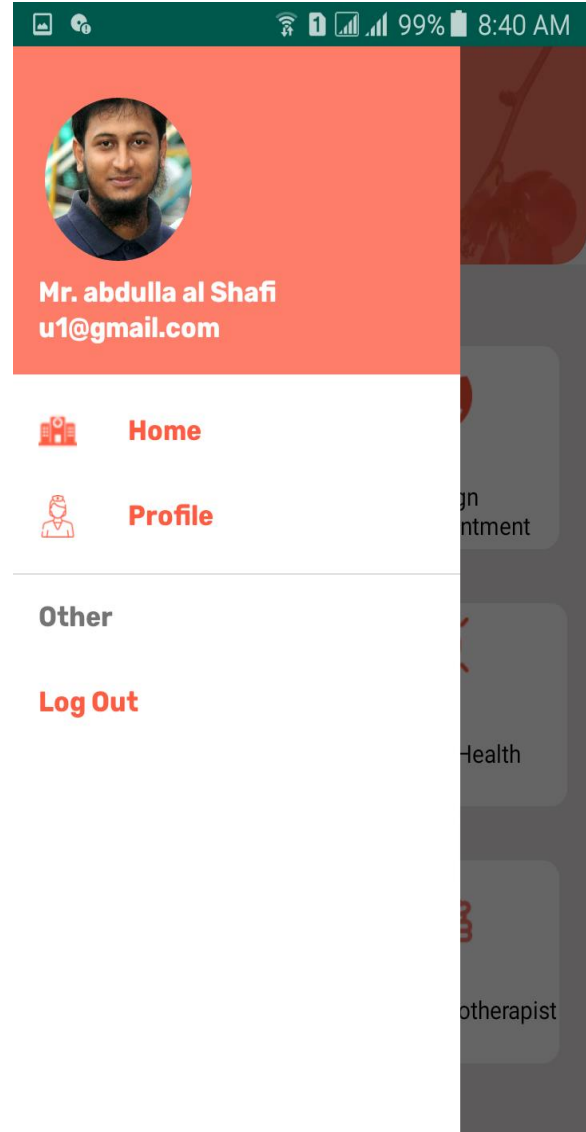 1 99% 8:40 AM
Mr. abdulla al Shafi
u1@gmail.com
Home
Profile
ntment
Other
Log Out
Health
otherapist